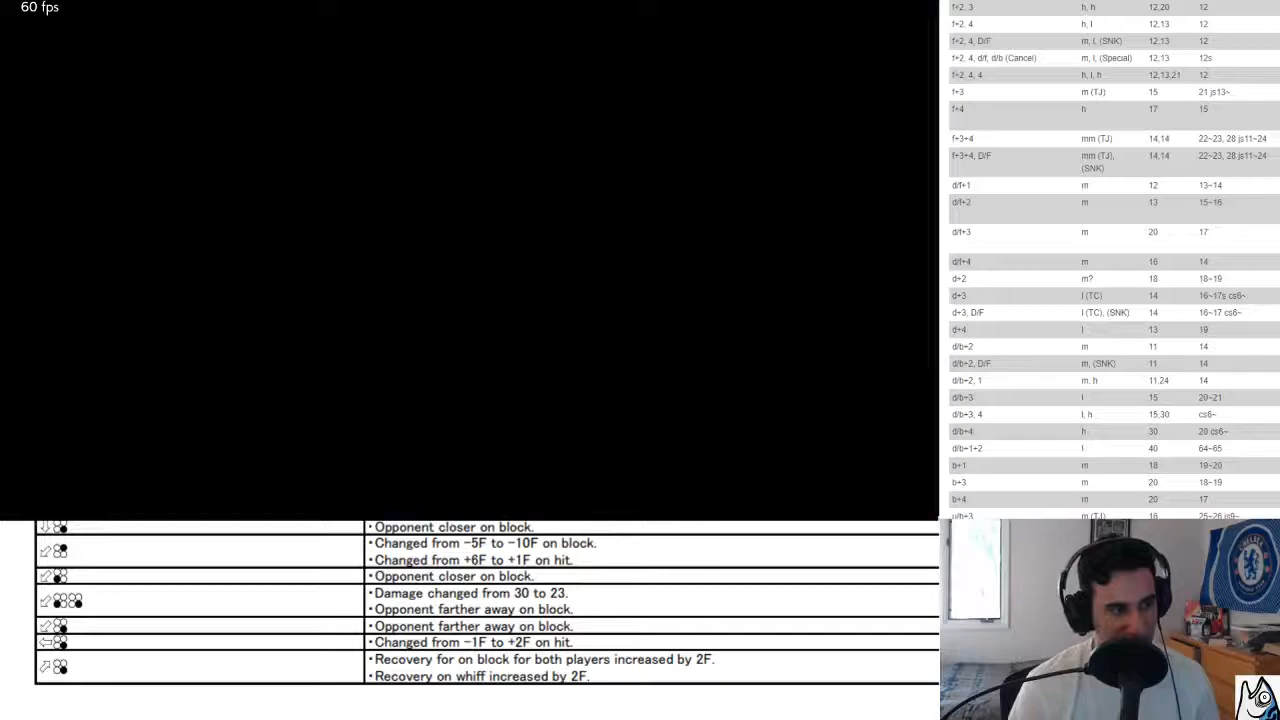 60 fps
f+2, 3 h, h 12,20 12
f+2, 4 h, l 12,13 12
f+2, 4, D/F m, l, (SNK) 12,13 12
f+2, 4, d/f, d/b (Cancel) m, l, (Special) 12,13 12s
f+2, 4, 4 h, l, h 12,13,21 12
f+3 m (TJ) 15 21 js13~
f+4 h 17 15
f+3+4 mm (TJ) 14,14 22~23, 28 js11~24
f+3+4, D/F mm (TJ), 14,14 22~23, 28 js11~24
(SNK)
d/f+1 m 12 13~14
d/f+2 m 13 15~16
d/f+3 m 20 17
d/f+4 m 16 14
d+2 m? 18 18~19
d+3 l (TC) 14 16~17s cs6~
d+3, D/F l (TC), (SNK) 14 16~17 cs6~
d+4 l 13 19
d/b+2 m 11 14
d/b+2, D/F m, (SNK) 11 14
d/b+2, 1 m. h 11,24 14
d/b+3 l 15 20~21
d/b+3, 4 l, h 15,30 cs6~
d/b+4 h 30 20 cs6~
d/b+1+2 l 40 64~65
b+1 m 18 19~20
b+3 m 20 18~19
b+4 m 20 17
u/b+3 m (TJ) 16 25~26 js9~
・Opponent closer on block.
・Changed from −5F to −10F on block.
・Changed from +6F to +1F on hit.
・Opponent closer on block.
・Damage changed from 30 to 23.
・Opponent farther away on block.
・Opponent farther away on block.
・Changed from −1F to +2F on hit.
・Recovery for on block for both players increased by 2F.
・Recovery on whiff increased by 2F.